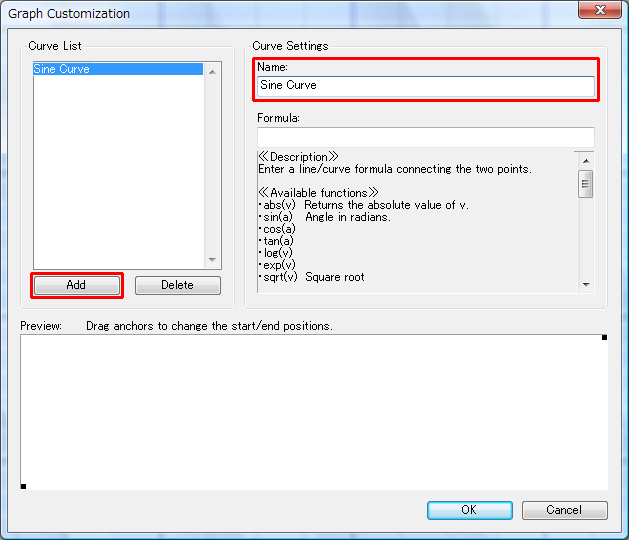 Graph Customization
Curve List
Sine Curve
Add
Delete
Curve Settings
Name:
Sine Curve
Formula:
≪Description≫
Enter a line/curve formula connecting the two points.
≪Available functions≫
・abs(v)  Returns the absolute value of v.
・sin(a)   Angle in radians.
・cos(a)
・tan(a)
・log(v)
・exp(v)
・sqrt(v)  Square root
Preview:   Drag anchors to change the start/end positions.
OK
Cancel